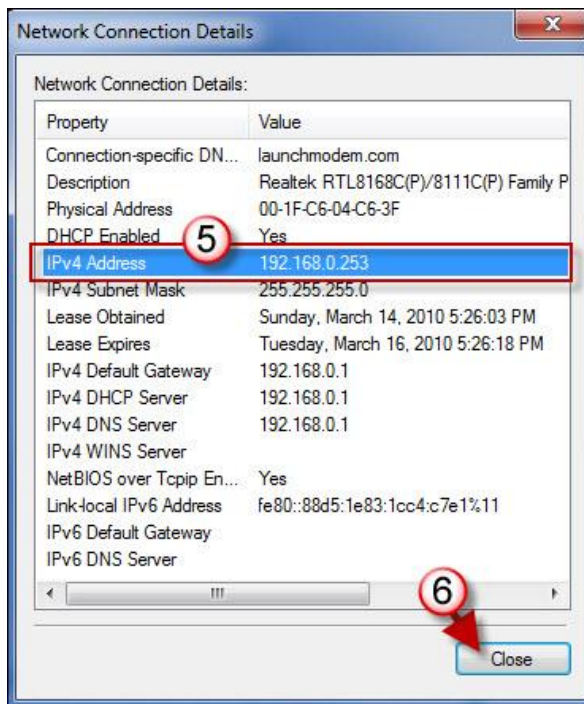 Network Connection Details
Network Connection Details:
Property Value
Connection-specific DN... launchmodem.com
Description Realtek RTL8168C(P)/8111C(P) Family P
Physical Address 00-1F-C6-04-C6-3F
DHCP Enabled Yes
5
IPv4 Address 192.168.0.253
IPv4 Subnet Mask 255.255.255.0
Lease Obtained Sunday, March 14, 2010 5:26:03 PM
Lease Expires Tuesday, March 16, 2010 5:26:18 PM
IPv4 Default Gateway 192.168.0.1
IPv4 DHCP Server 192.168.0.1
IPv4 DNS Server 192.168.0.1
IPv4 WINS Server
NetBIOS over Tcpip En... Yes
Link-local IPv6 Address fe80::88d5:1e83:1cc4:c7e1%11
IPv6 Default Gateway
IPv6 DNS Server
6
Close